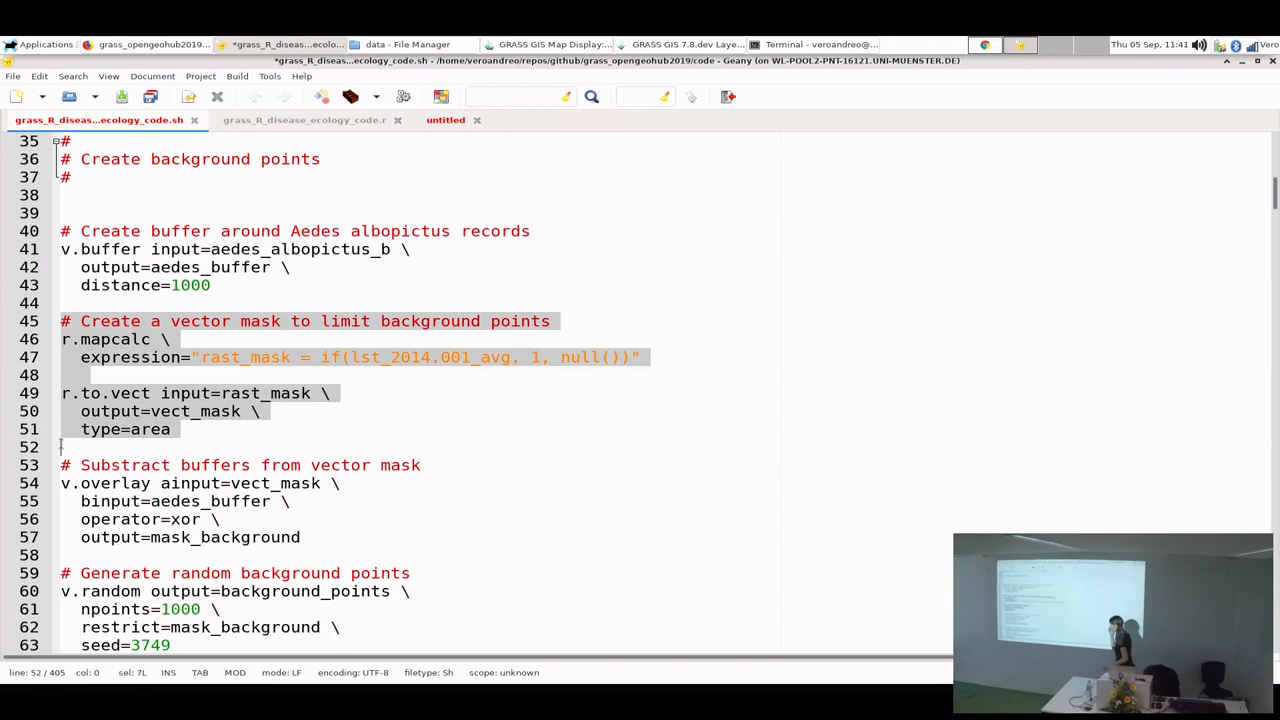 Applications
grass_opengeohub2019...
*grass_R_diseas...ecolo...
data - File Manager
GRASS GIS Map Display:...
GRASS GIS 7.8.dev Laye...
Terminal - veroandreo@...
Thu 05 Sep, 11:41
Vero
*grass_R_diseas...ecology_code.sh - /home/veroandreo/repos/github/grass_opengeohub2019/code - Geany (on WL-POOL2-PNT-16121.UNI-MUENSTER.DE)
File Edit Search View Document Project Build Tools Help
grass_R_diseas...ecology_code.sh
grass_R_disease_ecology_code.r
untitled
35 #
36 # Create background points
37 #
38
39
40 # Create buffer around Aedes albopictus records
41 v.buffer input=aedes_albopictus_b \
42 output=aedes_buffer \
43 distance=1000
44
45 # Create a vector mask to limit background points
46 r.mapcalc \
47 expression="rast_mask = if(lst_2014.001_avg, 1, null())"
48
49 r.to.vect input=rast_mask \
50 output=vect_mask \
51 type=area
52
53 # Substract buffers from vector mask
54 v.overlay ainput=vect_mask \
55 binput=aedes_buffer \
56 operator=xor \
57 output=mask_background
58
59 # Generate random background points
60 v.random output=background_points \
61 npoints=1000 \
62 restrict=mask_background \
63 seed=3749
line: 52 / 405 col: 0 sel: 7L INS TAB MOD mode: LF encoding: UTF-8 filetype: Sh scope: unknown